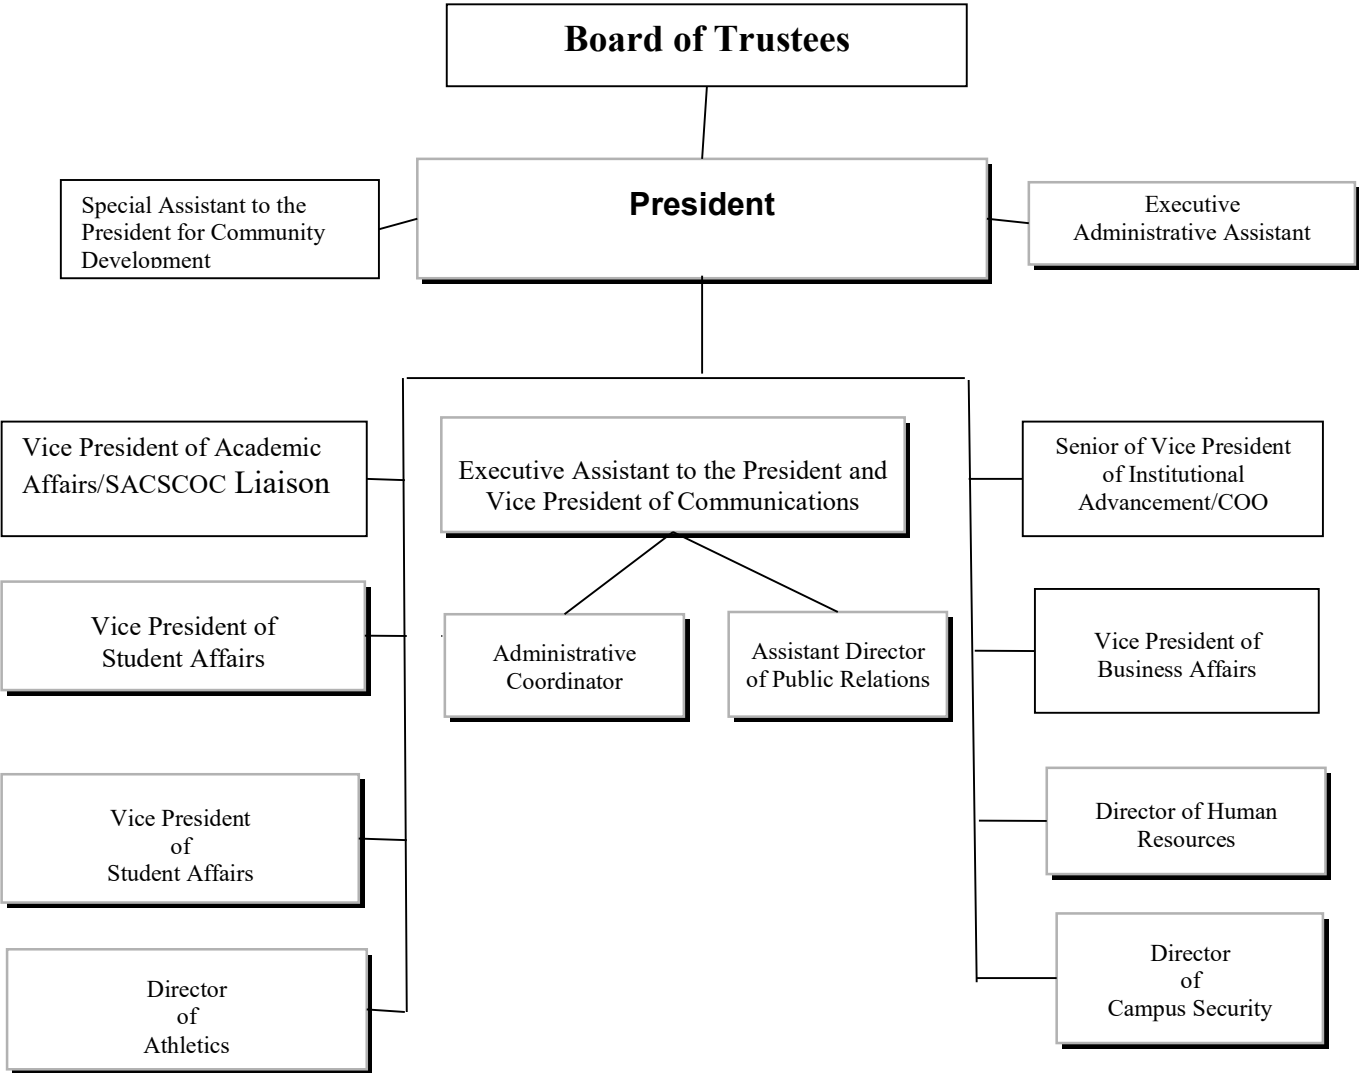 Board of Trustees
Special Assistant to the
President for Community
Development
President
Executive
Administrative Assistant
Vice President of Academic
Affairs/SACSCOC Liaison
Executive Assistant to the President and
Vice President of Communications
Senior of Vice President
of Institutional
Advancement/COO
Vice President of
Student Affairs
Administrative
Coordinator
Assistant Director
of Public Relations
Vice President of
Business Affairs
Vice President
of
Student Affairs
Director of Human
Resources
Director
of
Athletics
Director
of
Campus Security